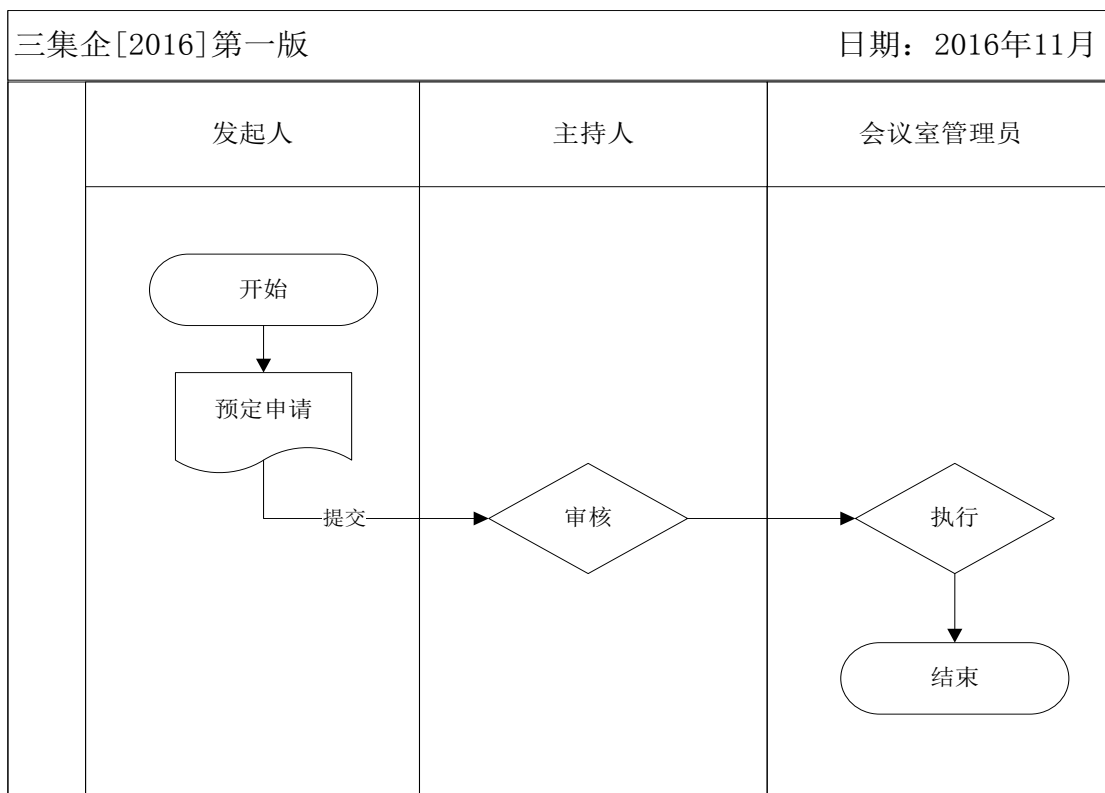 三集企[2016]第一版
日期：2016年11月
发起人
主持人
会议室管理员
开始
预定申请
提交
审核
执行
结束